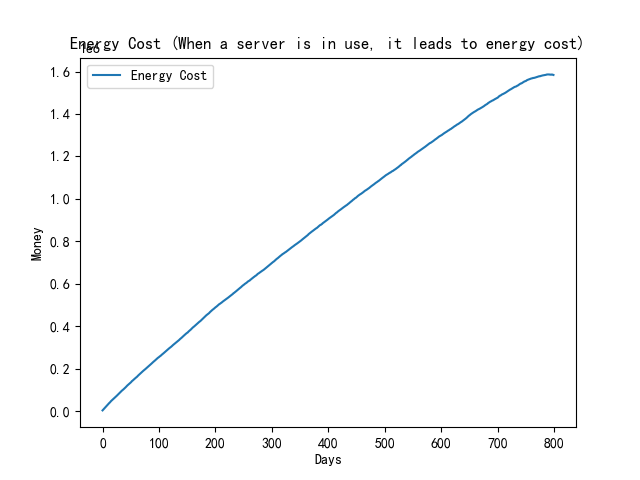 Energy Cost (When a server is in use, it leads to energy cost)
1e6
Energy Cost
1.6
1.4
1.2
1.0
0.8
0.6
0.4
0.2
0.0
Money
0 100 200 300 400 500 600 700 800
Days